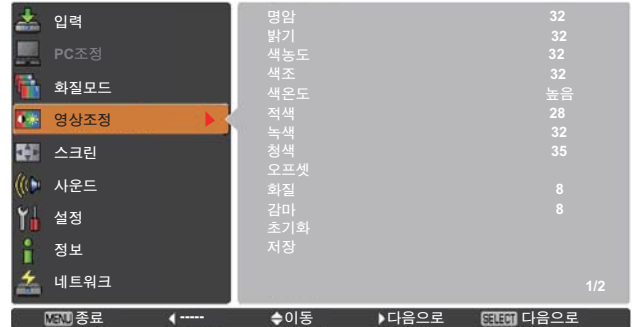 입력
PC조정
화질모드
영상조정
스크린
사운드
설정
정보
네트워크
명암 32
밝기 32
색농도 32
색조 32
색온도 높음
적색 28
녹색 32
청색 35
오프셋
화질 8
감마 8
초기화
저장
1/2
MENU 종료 ----- 이동 다음으로 SELECT 다음으로